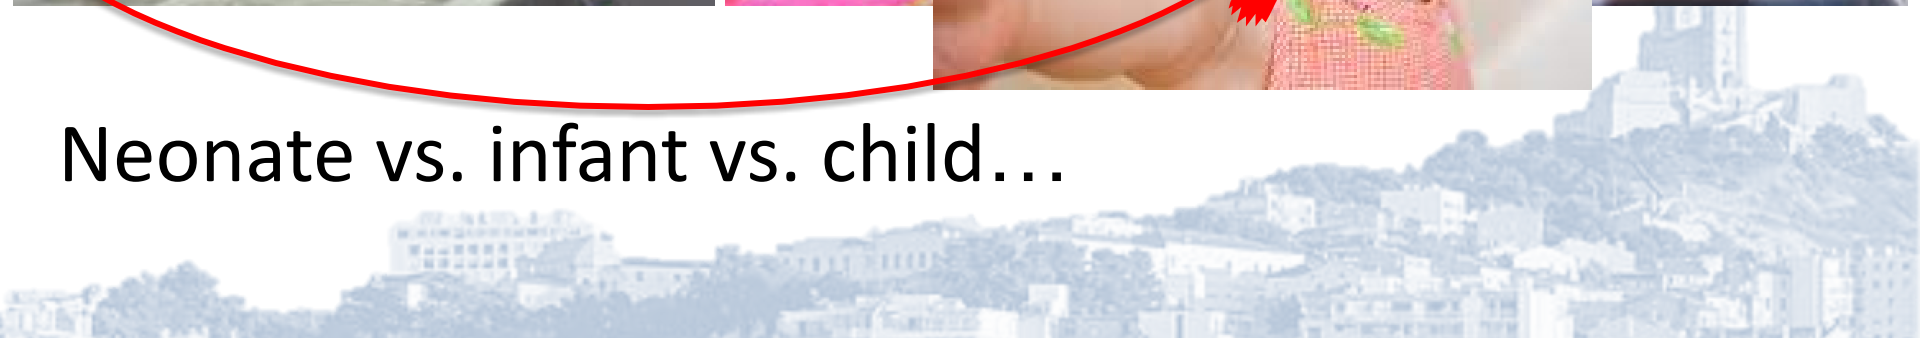 Neonate vs. infant vs. child…